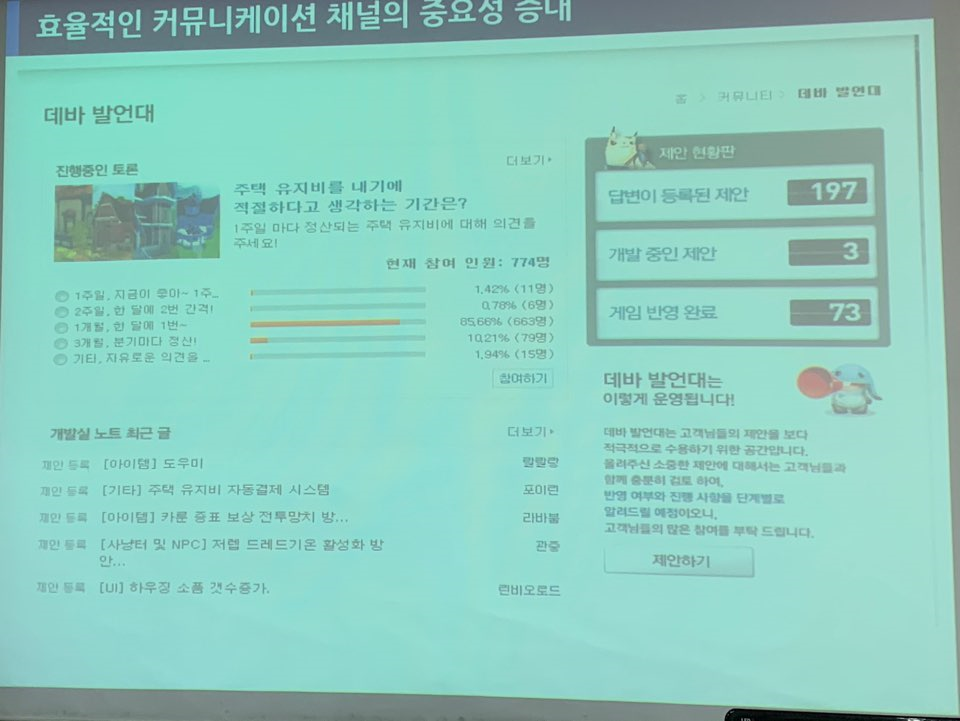 효율적인 커뮤니케이션 채널의 중요성 증대
데바 발언대
홈 > 커뮤니티 > 데바 발언대
진행중인 토론
더보기
주택 유지비를 내기에
적절하다고 생각하는 기간은?
1주일 마다 정산되는 주택 유지비에 대해 의견을
주세요!
현재 참여 인원: 774명
1주일, 지금이 좋아~ 1주... 1.42% (11명)
2주일, 한 달에 2번 간격! 0.78% (6명)
1개월, 한 달에 1번~ 85.66% (663명)
3개월, 분기마다 정산! 10.21% (79명)
기타, 자유로운 의견을 ... 1.94% (15명)
참여하기
개발실 노트 최근 글
더보기
제안 등록 [아이템] 도우미 랄랄랑
제안 등록 [기타] 주택 유지비 자동결제 시스템 포이런
제안 등록 [아이템] 카룬 증표 보상 전투망치 방... 라바붐
제안 등록 [사냥터 및 NPC] 저렙 드레드기온 활성화 방
안... 관중
제안 등록 [UI] 하우징 소품 갯수증가. 린비오로드
제안 현황판
답변이 등록된 제안 197
개발 중인 제안 3
게임 반영 완료 73
데바 발언대는
이렇게 운영됩니다!
데바 발언대는 고객님들의 제안을 보다
적극적으로 수용하기 위한 공간입니다.
올려주신 소중한 제안에 대해서는 고객님들과
함께 충분히 검토 하여,
반영 여부와 진행 사항을 단계별로
알려드릴 예정이오니,
고객님들의 많은 참여를 부탁 드립니다.
제안하기